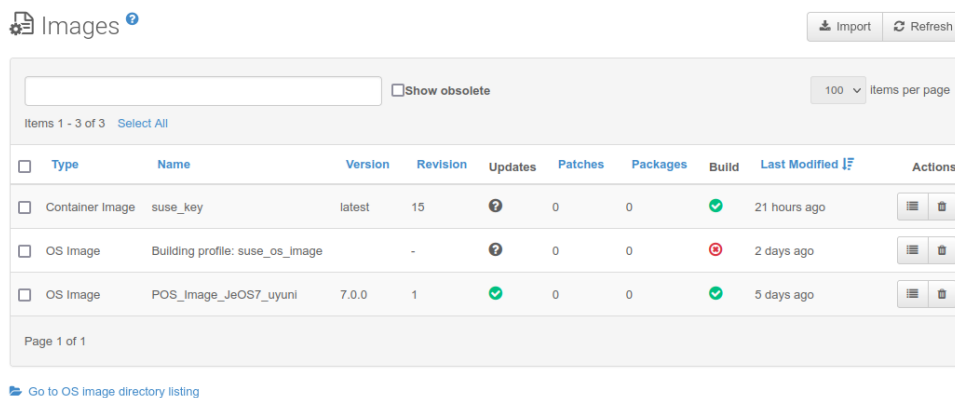 Images
Import Refresh
Show obsolete 100 items per page
Items 1 - 3 of 3 Select All
Type Name Version Revision Updates Patches Packages Build Last Modified Actions
Container Image suse_key latest 15 0 0 21 hours ago
OS Image Building profile: suse_os_image - 2 days ago
OS Image POS_Image_JeOS7_uyuni 7.0.0 1 0 0 5 days ago
Page 1 of 1
Go to OS image directory listing